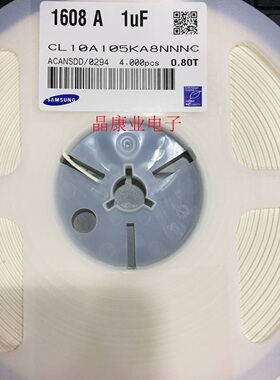 1608 A 1uF
CL10A105KA8NNNC
ACANSDD/0294 4,000pcs 0.80T
SAMSUNG
晶康业电子